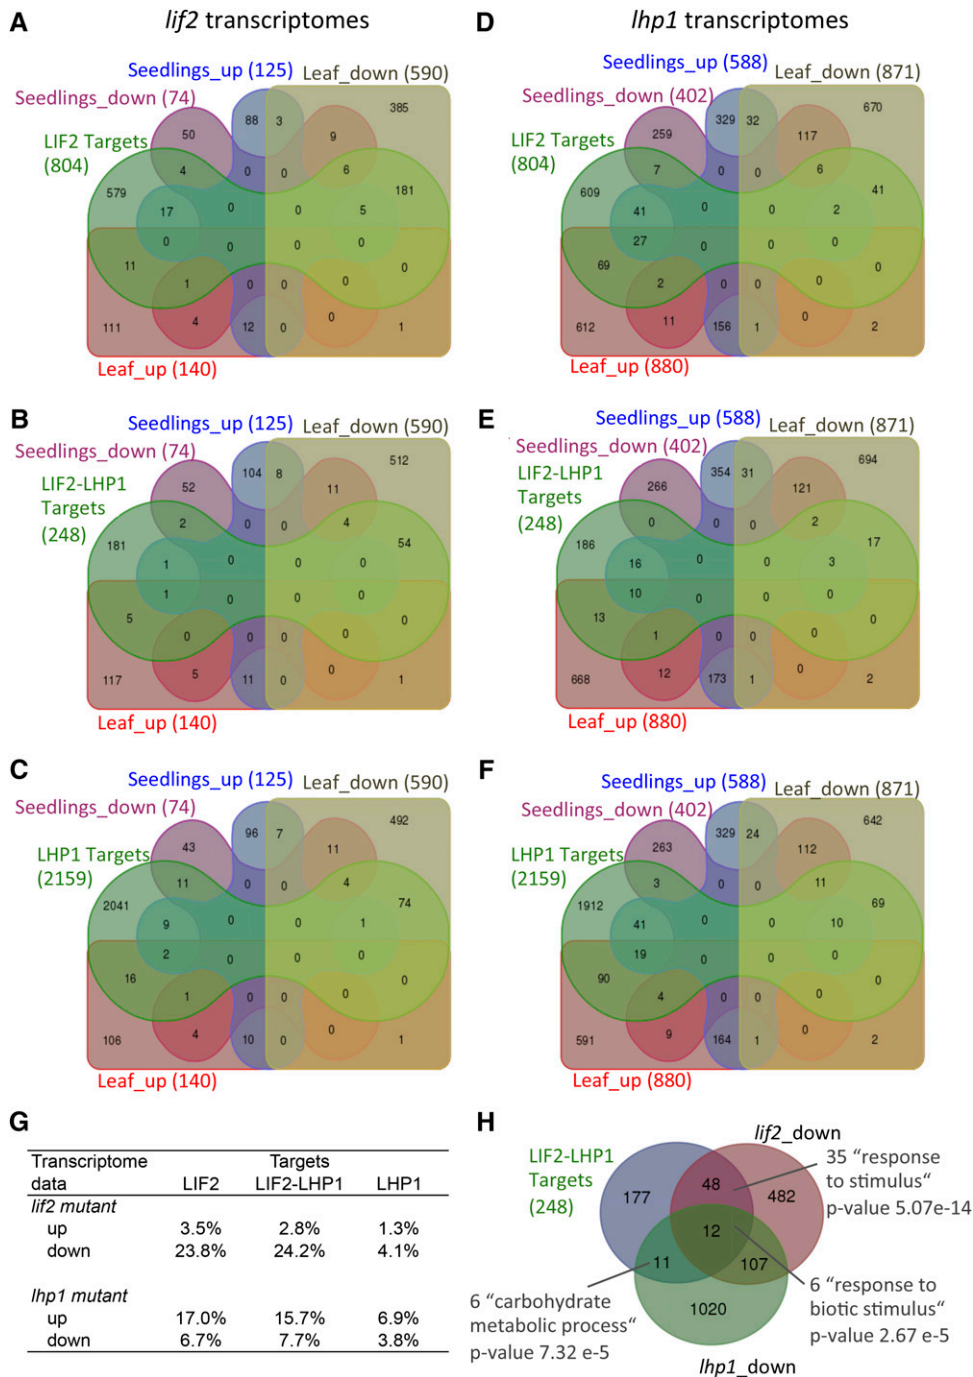 A
lif2 transcriptomes
Seedlings_up (125)
Leaf_down (590)
Seedlings_down (74)
LIF2 Targets
(804)
88 3 385
50 9
4 0 0 6
579 181
17 0 0 5
0 0 0 0 0
11
1 0 0 0
111 4 12 0 0 1
Leaf_up (140)
D
lhp1 transcriptomes
Seedlings_up (588)
Leaf_down (871)
Seedlings_down (402)
LIF2 Targets
(804)
329 32 670
259 117
7 0 0 6
609 41
41 0 0 2
27 0 0 0 0
69
2 0 0 0
612 11 156 1 0 2
Leaf_up (880)
B
Seedlings_up (125)
Leaf_down (590)
Seedlings_down (74)
LIF2-LHP1
Targets
(248)
104 8 512
52 11
2 0 0 4
181 54
1 0 0 0
1 0 0 0 0
5
0 0 0 0
117 5 11 0 0 1
Leaf_up (140)
E
Seedlings_up (588)
Leaf_down (871)
Seedlings_down (402)
LIF2-LHP1
Targets
(248)
354 31 694
266 121
0 0 0 2
186 17
16 0 0 3
10 0 0 0 0
13
1 0 0 0
668 12 173 1 0 2
Leaf_up (880)
C
Seedlings_up (125)
Leaf_down (590)
Seedlings_down (74)
LHP1 Targets
(2159)
96 7 492
43 11
11 0 0 4
2041 74
9 0 0 1
2 0 0 0 0
16
1 0 0 0
106 4 10 0 0 1
Leaf_up (140)
F
Seedlings_up (588)
Leaf_down (871)
Seedlings_down (402)
LHP1 Targets
(2159)
329 24 642
263 112
3 0 0 11
1912 69
41 0 0 10
19 0 0 0 0
90
4 0 0 0
591 9 164 1 0 2
Leaf_up (880)
G
Transcriptome Targets
data LIF2 LIF2-LHP1 LHP1
lif2 mutant
up 3.5% 2.8% 1.3%
down 23.8% 24.2% 4.1%
lhp1 mutant
up 17.0% 15.7% 6.9%
down 6.7% 7.7% 3.8%
H
LIF2-LHP1
Targets
(248)
lif2_down
35 “response
to stimulus“
p-value 5.07e-14
177 48 482
12
11 107
1020
6 “carbohydrate
metabolic process“
p-value 7.32 e-5
6 “response to
biotic stimulus“
p-value 2.67 e-5
lhp1_down